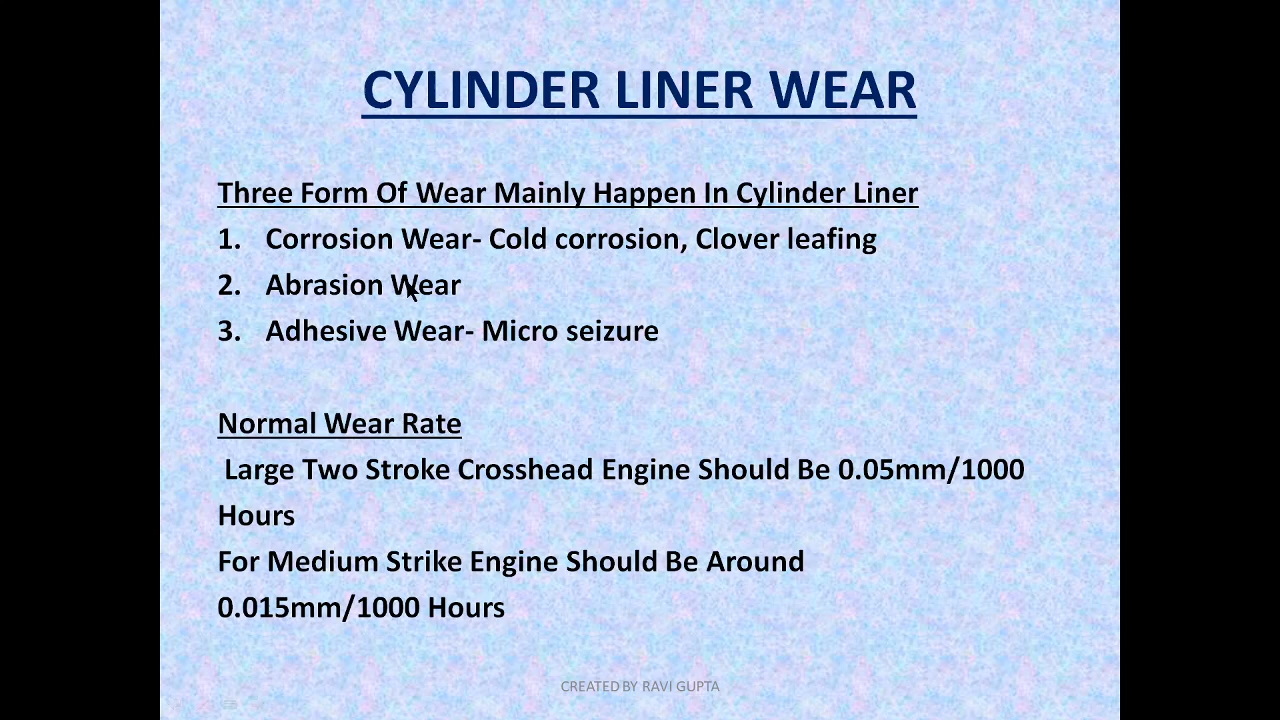 CYLINDER LINER WEAR
Three Form Of Wear Mainly Happen In Cylinder Liner
1. Corrosion Wear- Cold corrosion, Clover leafing
2. Abrasion Wear
3. Adhesive Wear- Micro seizure
Normal Wear Rate
Large Two Stroke Crosshead Engine Should Be 0.05mm/1000
Hours
For Medium Strike Engine Should Be Around
0.015mm/1000 Hours
CREATED BY RAVI GUPTA